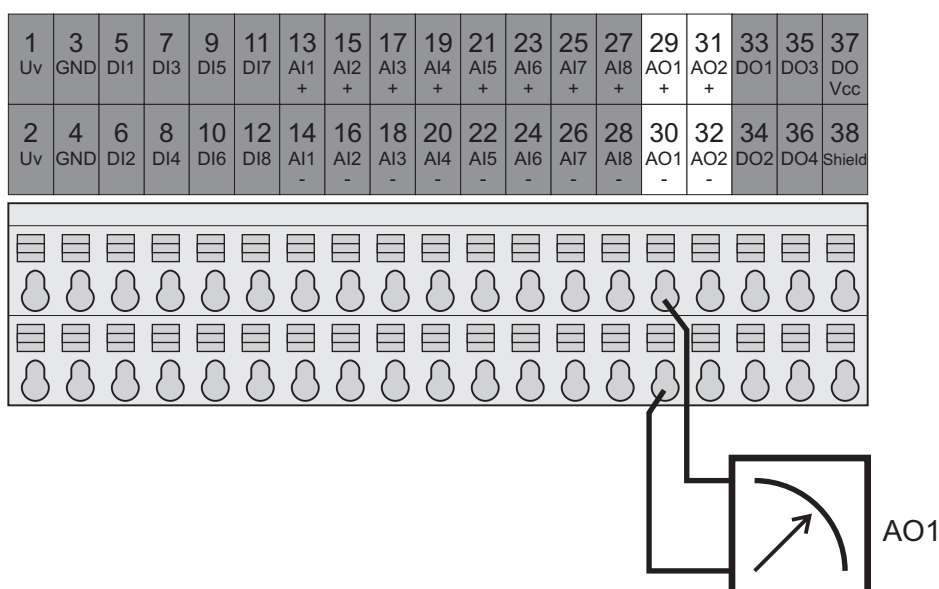 1 3 5 7 9 11 13 15 17 19 21 23 25 27 29 31 33 35 37
Uv GND DI1 DI3 DI5 DI7 AI1 AI2 AI3 AI4 AI5 AI6 AI7 AI8 AO1 AO2 DO1 DO3 DO
+ + + + + + + + + + Vcc
2 4 6 8 10 12 14 16 18 20 22 24 26 28 30 32 34 36 38
Uv GND DI2 DI4 DI6 DI8 AI1 AI2 AI3 AI4 AI5 AI6 AI7 AI8 AO1 AO2 DO2 DO4 Shield
- - - - - - - - - -
AO1